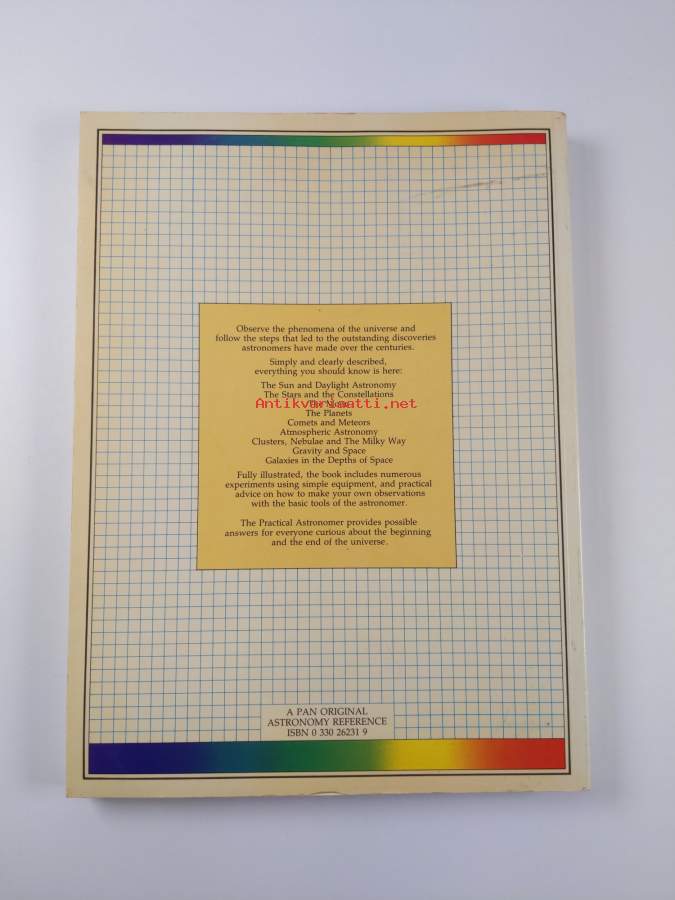 Observe the phenomena of the universe and
follow the steps that led to the outstanding discoveries
astronomers have made over the centuries.
Simply and clearly described,
everything you should know is here:
The Sun and Daylight Astronomy
The Stars and the Constellations
The Moon
Antikvariaatti.net
The Planets
Comets and Meteors
Atmospheric Astronomy
Clusters, Nebulae and The Milky Way
Gravity and Space
Galaxies in the Depths of Space
Fully illustrated, the book includes numerous
experiments using simple equipment, and practical
advice on how to make your own observations
with the basic tools of the astronomer.
The Practical Astronomer provides possible
answers for everyone curious about the beginning
and the end of the universe.
A PAN ORIGINAL
ASTRONOMY REFERENCE
ISBN 0 330 26231 9